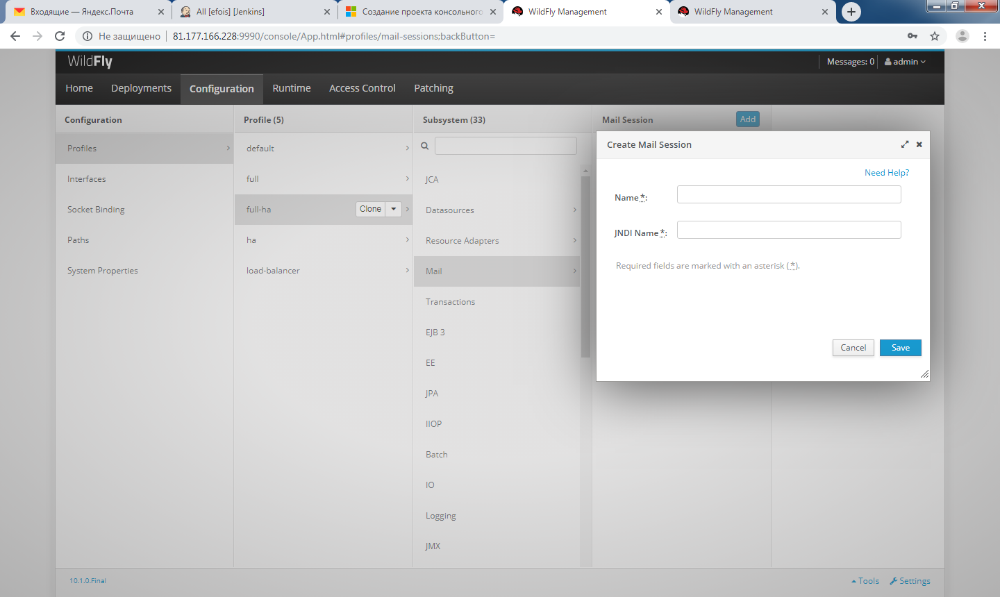 Входящие — Яндекс.Почта
All [efois] [Jenkins]
Создание проекта консольного
WildFly Management
WildFly Management
Не защищено
81.177.166.228:9990/console/App.html#profiles/mail-sessions;backButton=
WildFly
Messages: 0
admin
Home
Deployments
Configuration
Runtime
Access Control
Patching
Configuration
Profiles
Interfaces
Socket Binding
Paths
System Properties
Profile (5)
default
full
full-ha
Clone
ha
load-balancer
Subsystem (33)
JCA
Datasources
Resource Adapters
Mail
Transactions
EJB 3
EE
JPA
IIOP
Batch
IO
Logging
JMX
Mail Session
Add
Create Mail Session
Need Help?
Name *:
JNDI Name *:
Required fields are marked with an asterisk ( *).
Cancel
Save
10.1.0.Final
Tools
Settings